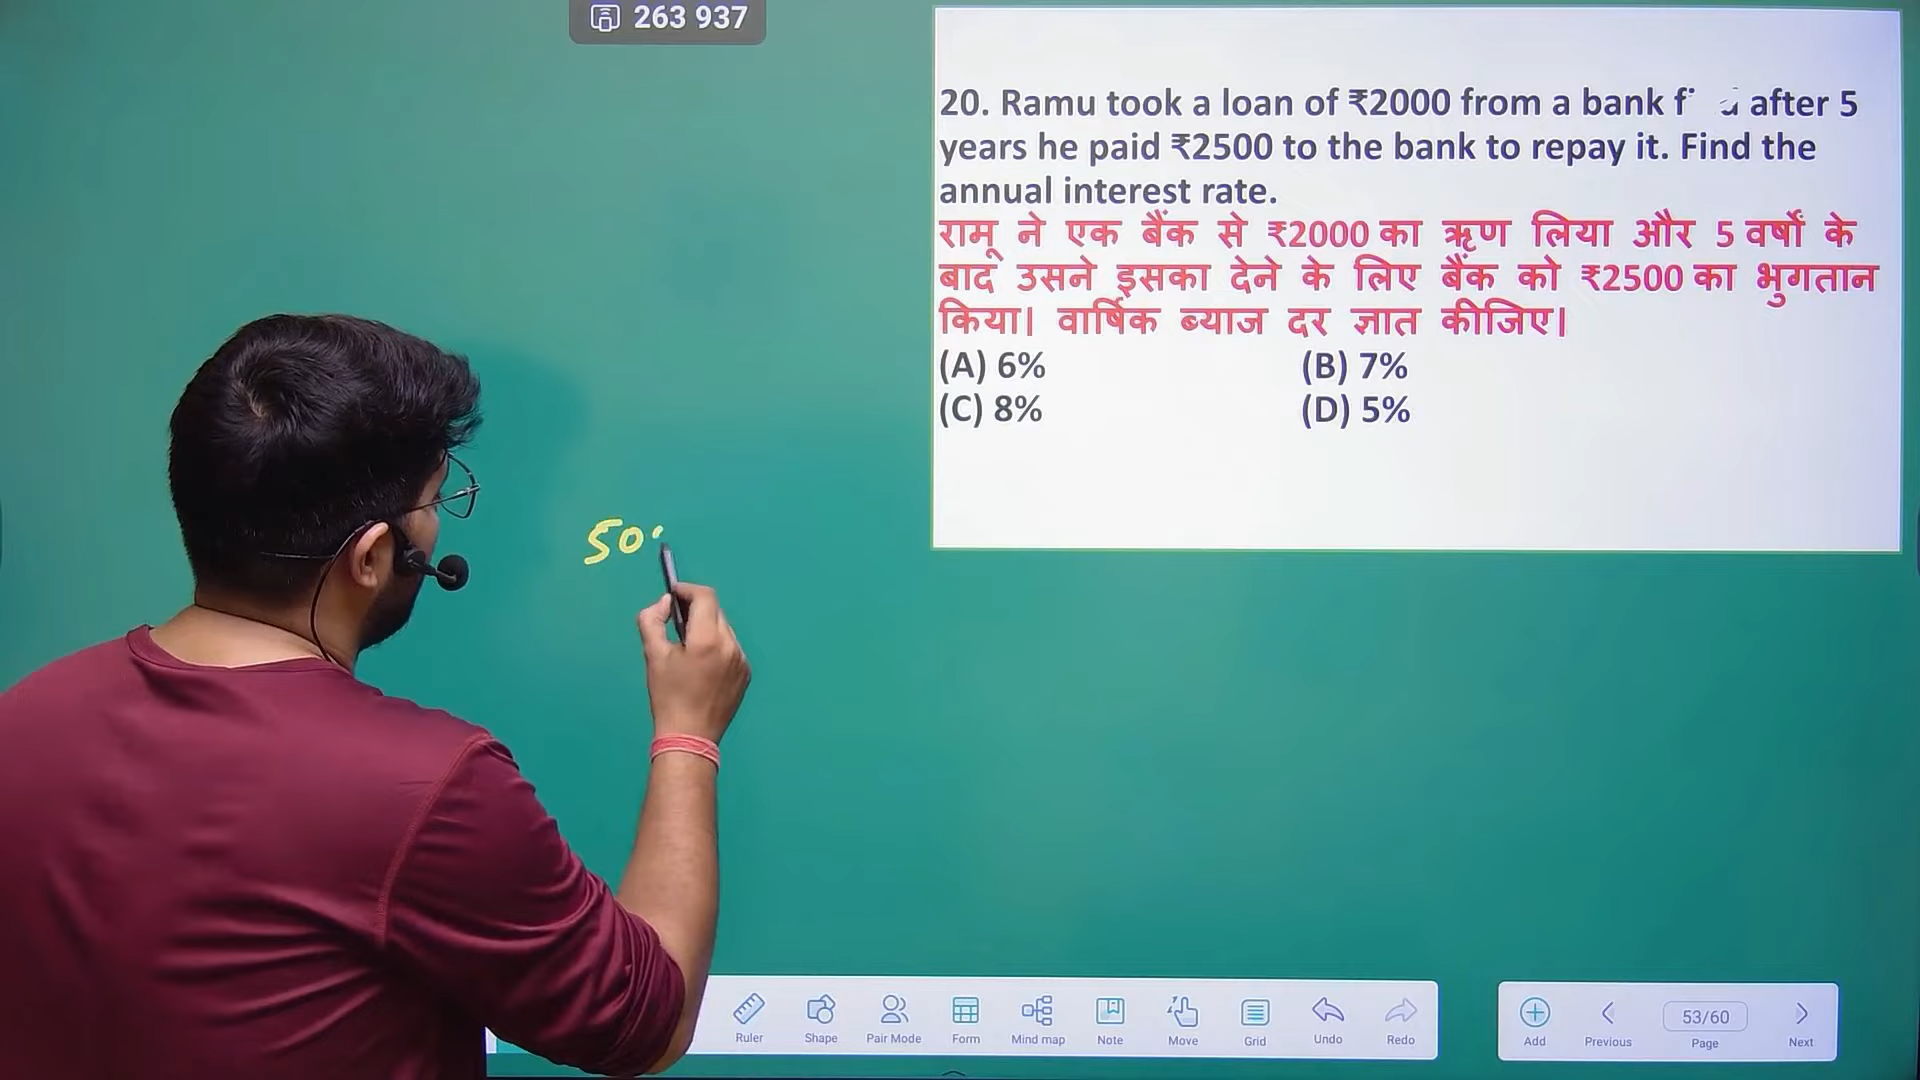 263 937
20. Ramu took a loan of ₹2000 from a bank after 5
years he paid ₹2500 to the bank to repay it. Find the
annual interest rate.
रामू ने एक बैंक से ₹2000 का ऋण लिया और 5 वर्षों के
बाद उसने इसका देने के लिए बैंक को ₹2500 का भुगतान
किया। वार्षिक ब्याज दर ज्ञात कीजिए।
(A) 6% (B) 7%
(C) 8% (D) 5%
50
Ruler Shape Pair Mode Form Mind map Note Move Grid Undo Redo
Add Previous 53/60 Page Next